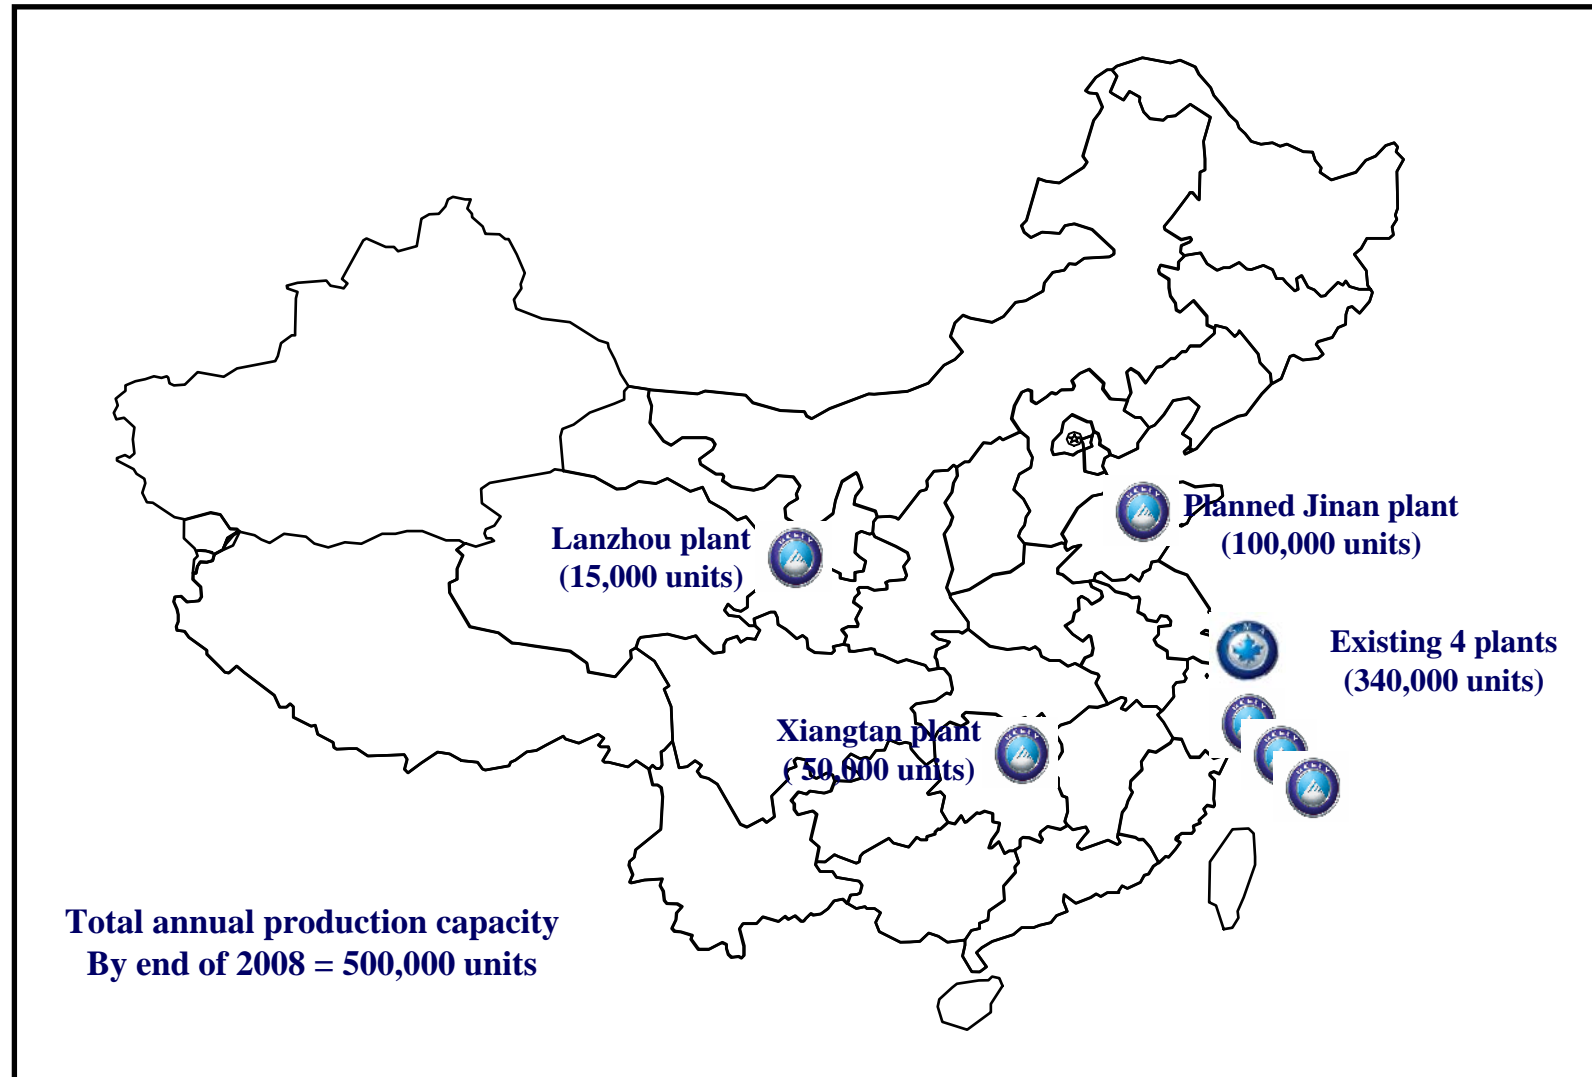 Planned Jinan plant
(100,000 units)
Lanzhou plant
(15,000 units)
Existing 4 plants
(340,000 units)
Xiangtan plant
( 50,000 units)
Total annual production capacity
By end of 2008 = 500,000 units